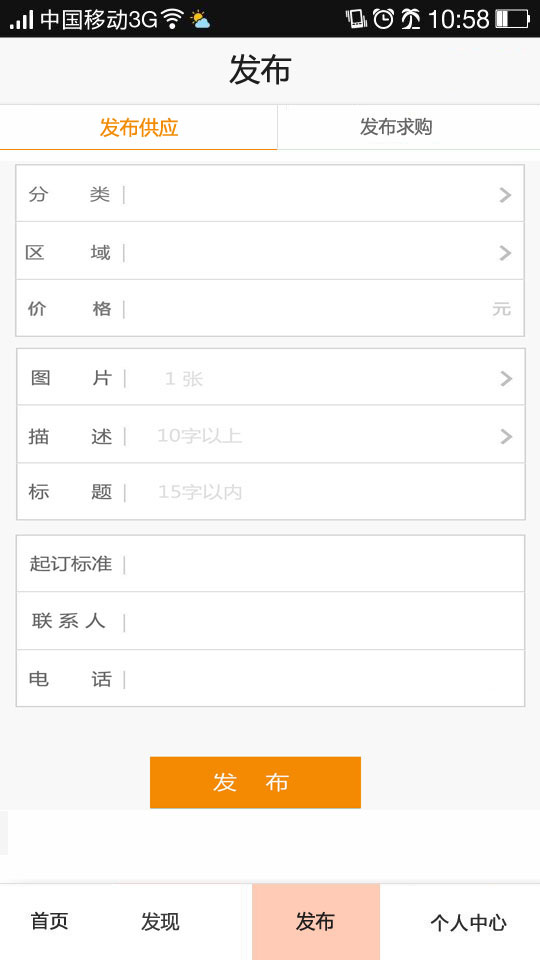 中国移动3G 10:58
发布
发布供应 发布求购
分类
区域
价格 元
图片 1张
描述 10字以上
标题 15字以内
起订标准
联系人
电话
发布
首页 发现 发布 个人中心